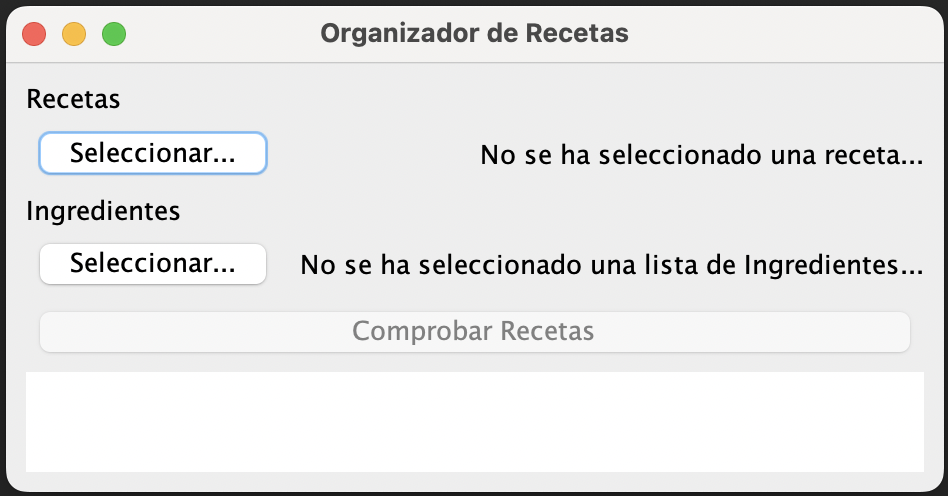 Organizador de Recetas
Recetas
Seleccionar... No se ha seleccionado una receta...
Ingredientes
Seleccionar... No se ha seleccionado una lista de Ingredientes...
Comprobar Recetas